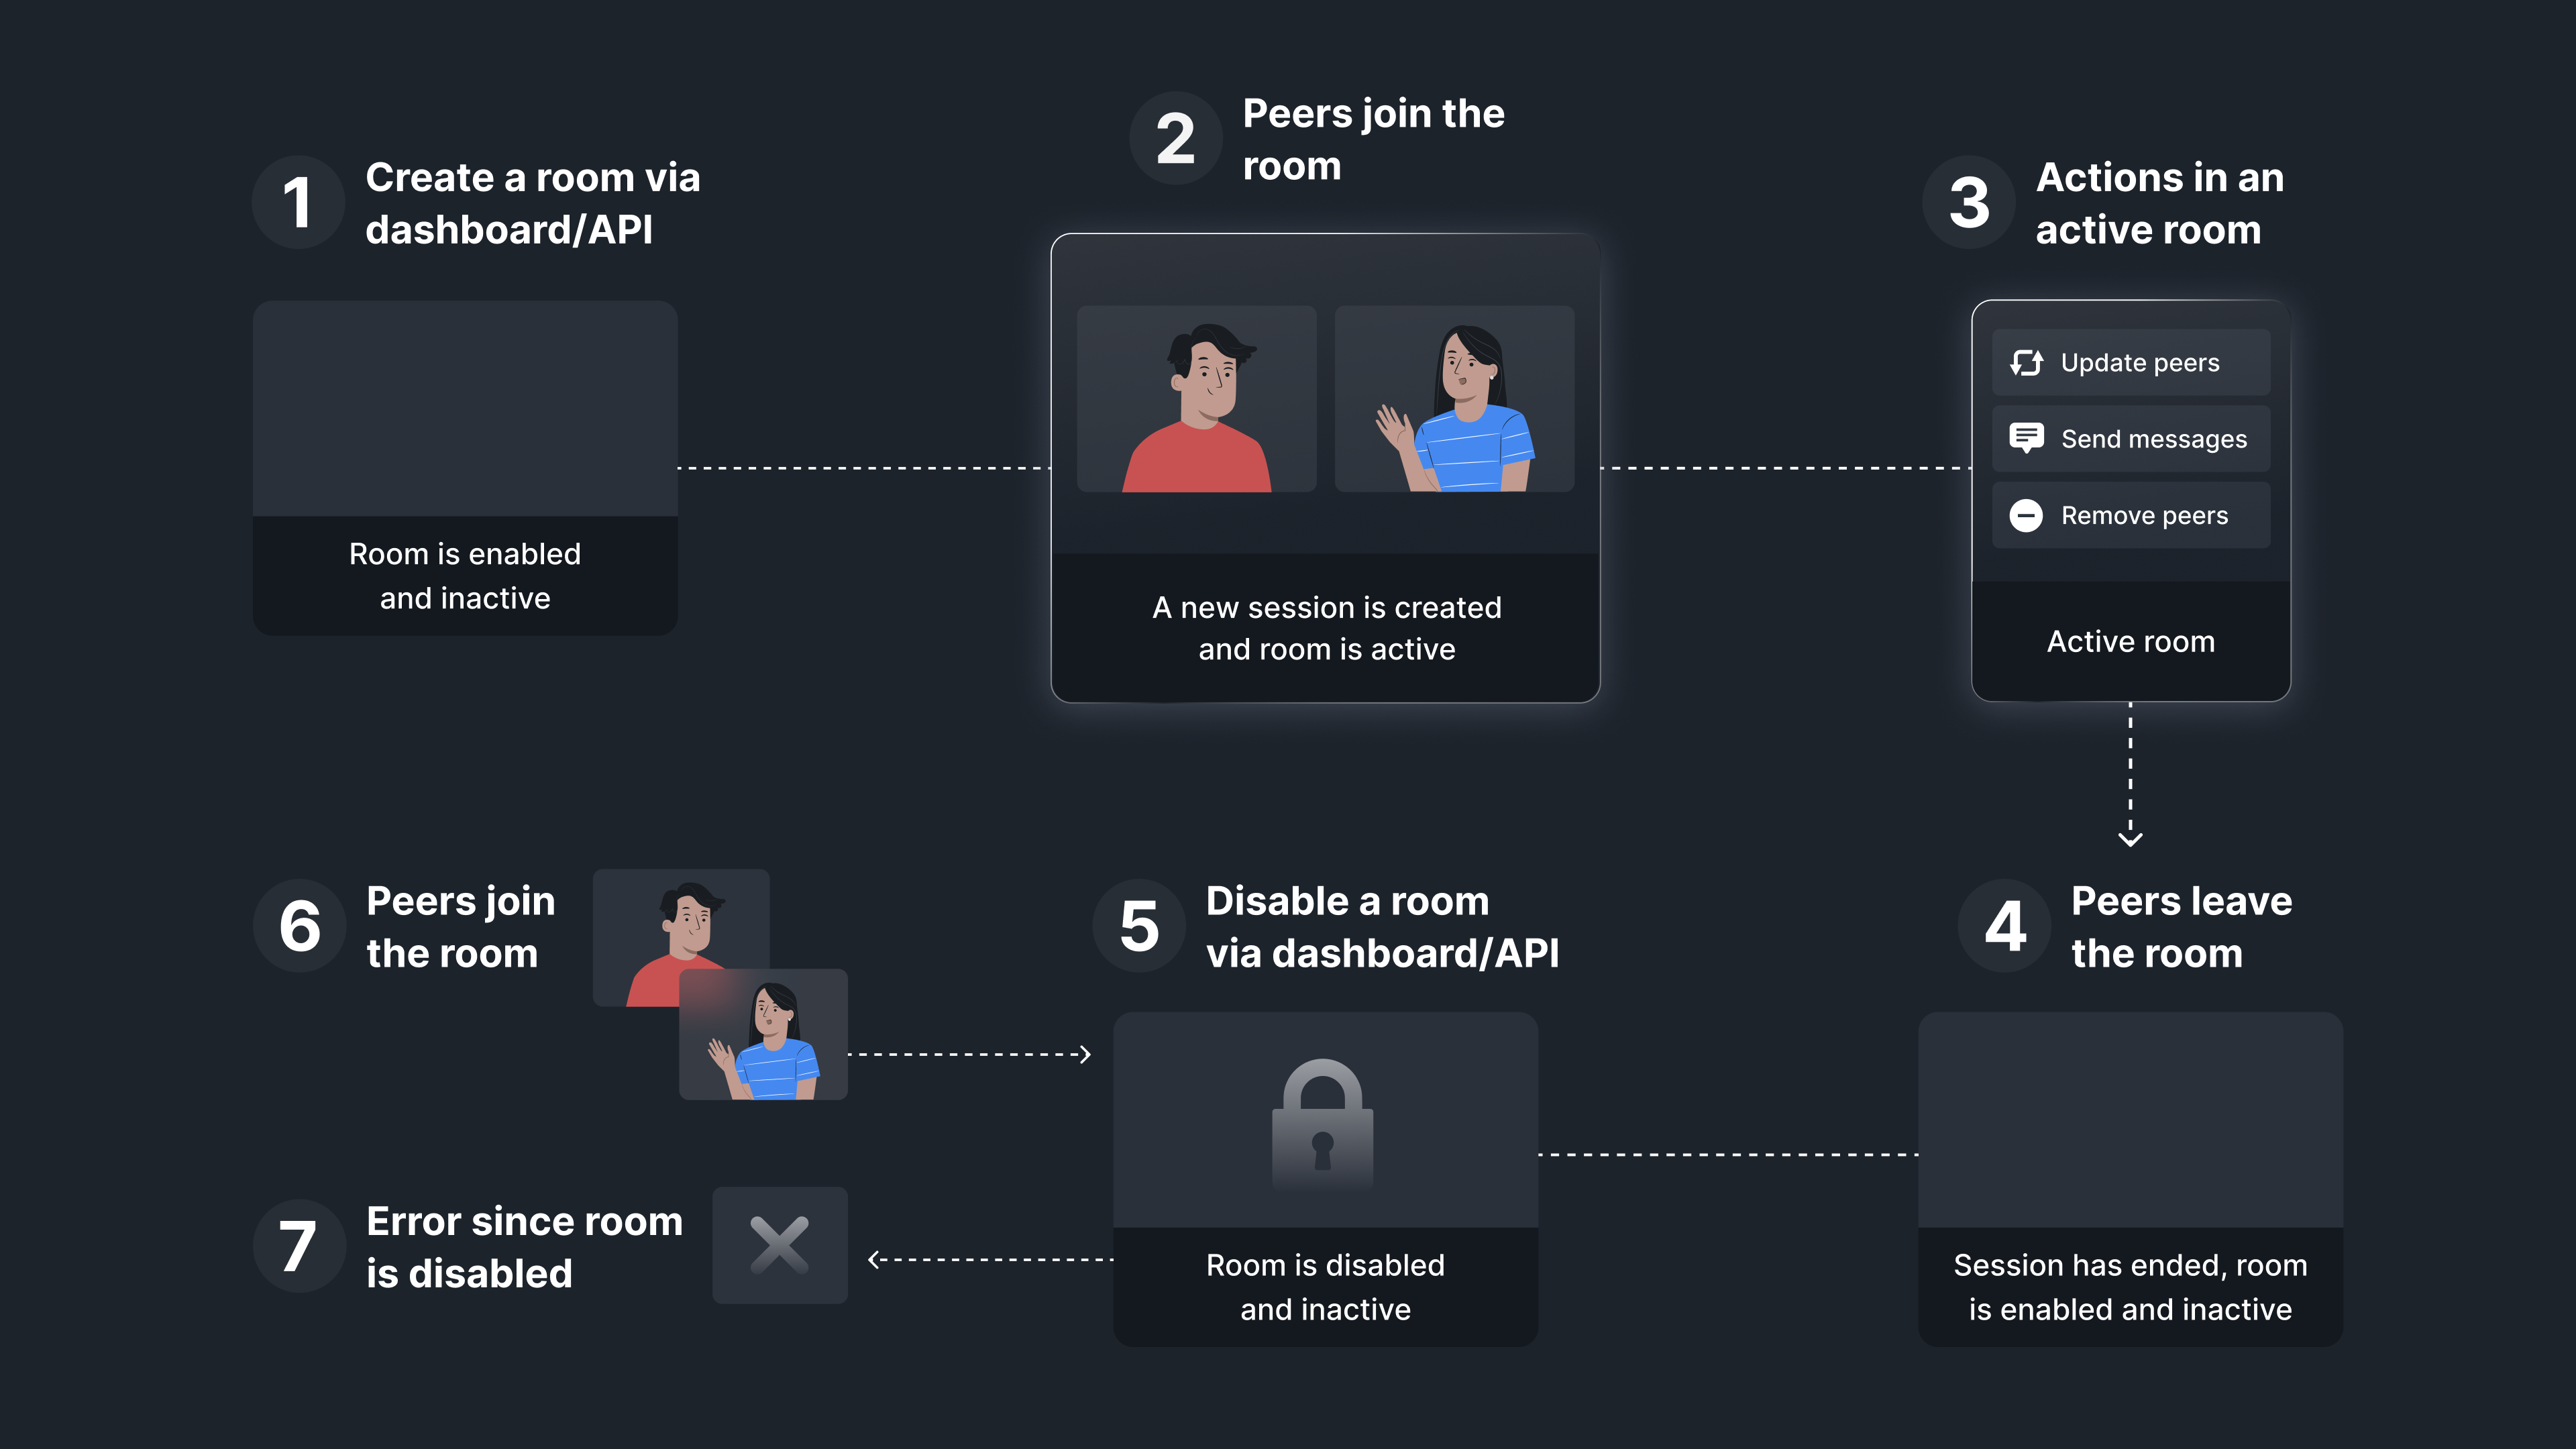 1
Create a room via
dashboard/API
Room is enabled
and inactive
2
Peers join the
room
A new session is created
and room is active
3
Actions in an
active room
Update peers
Send messages
Remove peers
Active room
4
Peers leave
the room
Session has ended, room
is enabled and inactive
5
Disable a room
via dashboard/API
Room is disabled
and inactive
6
Peers join
the room
7
Error since room
is disabled